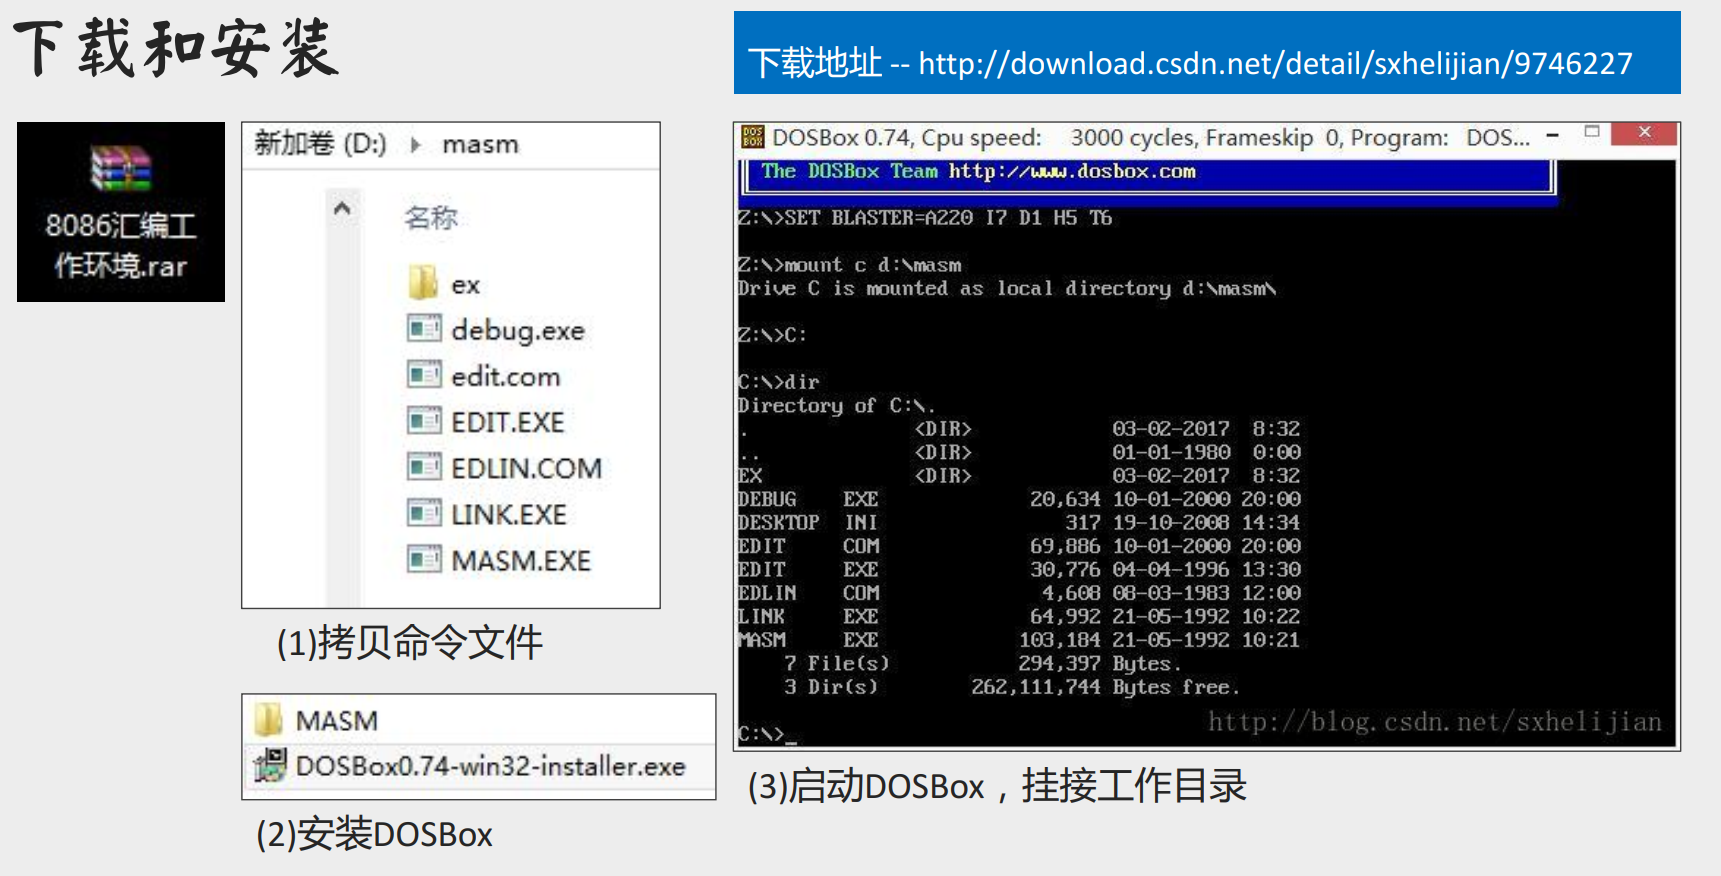 下载和安装
下载地址 -- http://download.csdn.net/detail/sxhelijian/9746227
8086汇编工
作环境.rar
新加卷 (D:) masm
名称
ex
debug.exe
edit.com
EDIT.EXE
EDLIN.COM
LINK.EXE
MASM.EXE
(1)拷贝命令文件
MASM
DOSBox0.74-win32-installer.exe
(2)安装DOSBox
DOSBox 0.74, Cpu speed: 3000 cycles, Frameskip 0, Program: DOS...
The DOSBox Team http://www.dosbox.com
Z:\>SET BLASTER=A220 I7 D1 H5 T6
Z:\>mount c d:\masm
Drive C is mounted as local directory d:\masm\
Z:\>C:
C:\>dir
Directory of C:\.
. <DIR> 03-02-2017 8:32
.. <DIR> 01-01-1980 0:00
EX <DIR> 03-02-2017 8:32
DEBUG EXE 20,634 10-01-2000 20:00
DESKTOP INI 317 19-10-2008 14:34
EDIT COM 69,886 10-01-2000 20:00
EDIT EXE 30,776 04-04-1996 13:30
EDLIN COM 4,608 08-03-1983 12:00
LINK EXE 64,992 21-05-1992 10:22
MASM EXE 103,184 21-05-1992 10:21
7 File(s) 294,397 Bytes.
3 Dir(s) 262,111,744 Bytes free.
C:\>_
http://blog.csdn.net/sxhelijian
(3)启动DOSBox，挂接工作目录